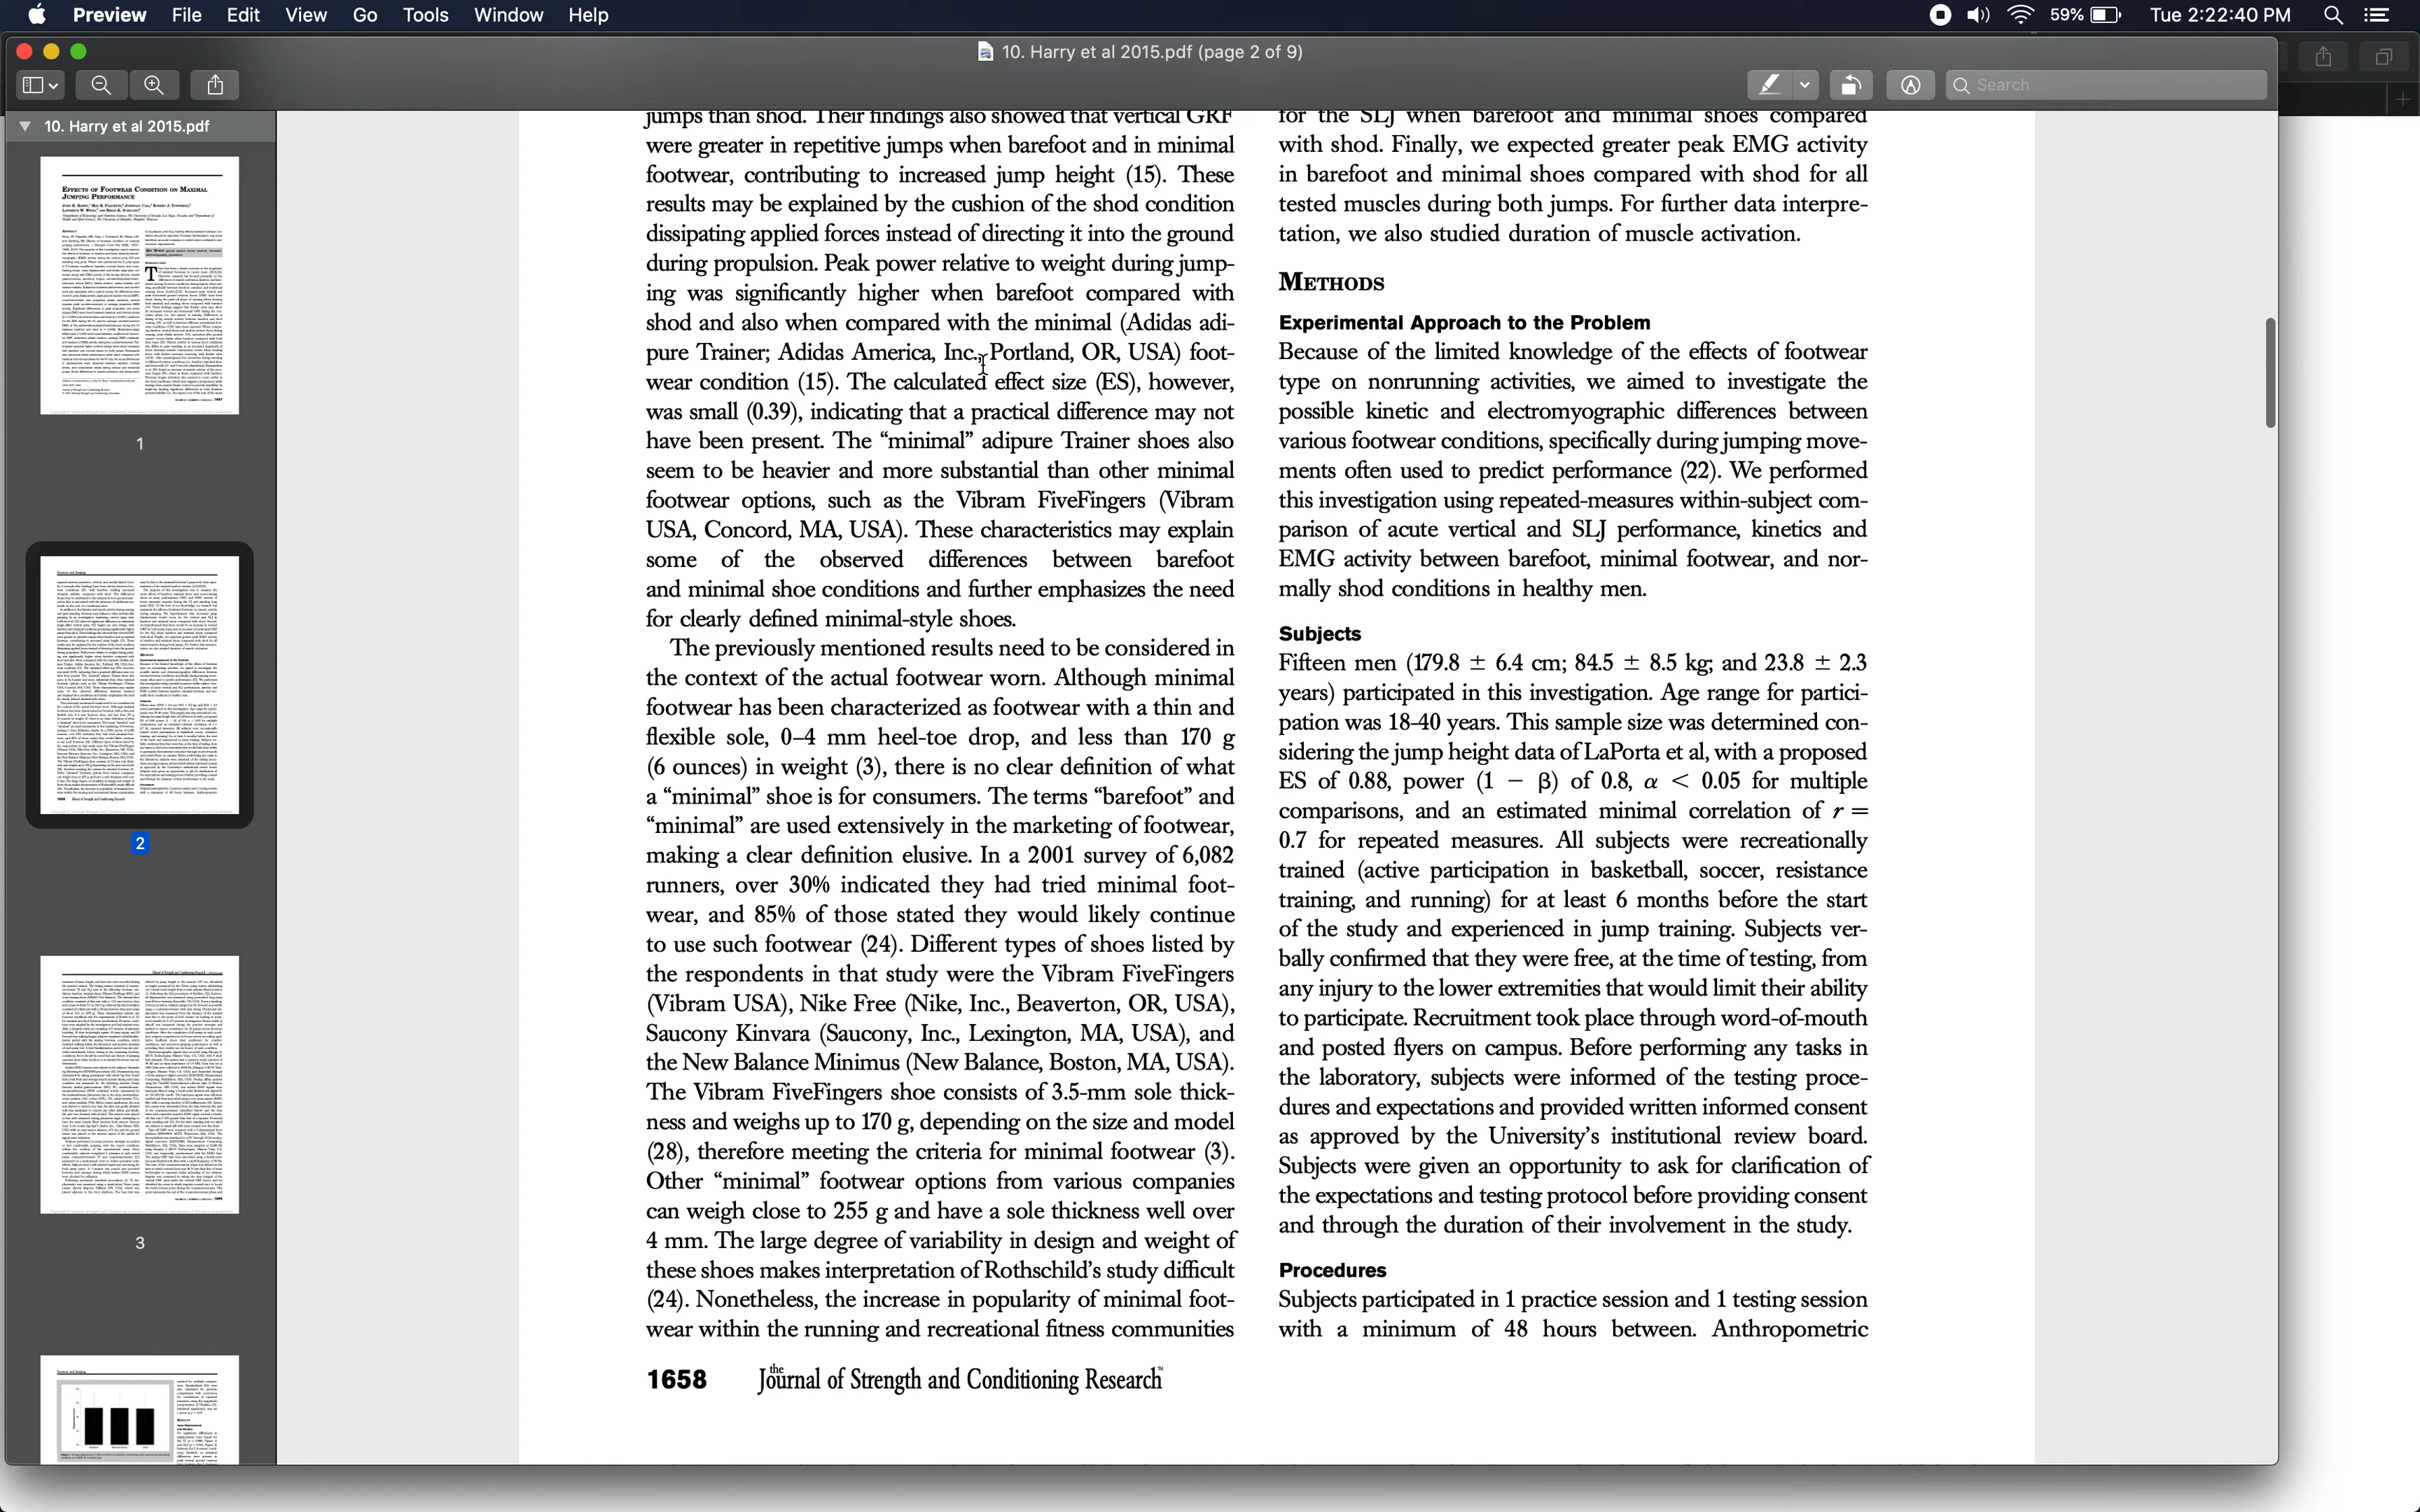 Preview File Edit View Go Tools Window Help
59% Tue 2:22:40 PM
10. Harry et al 2015.pdf (page 2 of 9)
Search
10. Harry et al 2015.pdf
EFFECTS OF FOOTWEAR CONDITION ON MAXIMAL
JUMPING PERFORMANCE
1
2
3
jumps than shod. Their findings also showed that vertical GRF
were greater in repetitive jumps when barefoot and in minimal
footwear, contributing to increased jump height (15). These
results may be explained by the cushion of the shod condition
dissipating applied forces instead of directing it into the ground
during propulsion. Peak power relative to weight during jump-
ing was significantly higher when barefoot compared with
shod and also when compared with the minimal (Adidas adi-
pure Trainer; Adidas America, Inc., Portland, OR, USA) foot-
wear condition (15). The calculated effect size (ES), however,
was small (0.39), indicating that a practical difference may not
have been present. The “minimal” adipure Trainer shoes also
seem to be heavier and more substantial than other minimal
footwear options, such as the Vibram FiveFingers (Vibram
USA, Concord, MA, USA). These characteristics may explain
some of the observed differences between barefoot
and minimal shoe conditions and further emphasizes the need
for clearly defined minimal-style shoes.
The previously mentioned results need to be considered in
the context of the actual footwear worn. Although minimal
footwear has been characterized as footwear with a thin and
flexible sole, 0–4 mm heel-toe drop, and less than 170 g
(6 ounces) in weight (3), there is no clear definition of what
a “minimal” shoe is for consumers. The terms “barefoot” and
“minimal” are used extensively in the marketing of footwear,
making a clear definition elusive. In a 2001 survey of 6,082
runners, over 30% indicated they had tried minimal foot-
wear, and 85% of those stated they would likely continue
to use such footwear (24). Different types of shoes listed by
the respondents in that study were the Vibram FiveFingers
(Vibram USA), Nike Free (Nike, Inc., Beaverton, OR, USA),
Saucony Kinvara (Saucony, Inc., Lexington, MA, USA), and
the New Balance Minimus (New Balance, Boston, MA, USA).
The Vibram FiveFingers shoe consists of 3.5-mm sole thick-
ness and weighs up to 170 g, depending on the size and model
(28), therefore meeting the criteria for minimal footwear (3).
Other “minimal” footwear options from various companies
can weigh close to 255 g and have a sole thickness well over
4 mm. The large degree of variability in design and weight of
these shoes makes interpretation of Rothschild’s study difficult
(24). Nonetheless, the increase in popularity of minimal foot-
wear within the running and recreational fitness communities
for the SLJ when barefoot and minimal shoes compared
with shod. Finally, we expected greater peak EMG activity
in barefoot and minimal shoes compared with shod for all
tested muscles during both jumps. For further data interpre-
tation, we also studied duration of muscle activation.
METHODS
Experimental Approach to the Problem
Because of the limited knowledge of the effects of footwear
type on nonrunning activities, we aimed to investigate the
possible kinetic and electromyographic differences between
various footwear conditions, specifically during jumping move-
ments often used to predict performance (22). We performed
this investigation using repeated-measures within-subject com-
parison of acute vertical and SLJ performance, kinetics and
EMG activity between barefoot, minimal footwear, and nor-
mally shod conditions in healthy men.
Subjects
Fifteen men (179.8 ± 6.4 cm; 84.5 ± 8.5 kg; and 23.8 ± 2.3
years) participated in this investigation. Age range for partici-
pation was 18-40 years. This sample size was determined con-
sidering the jump height data of LaPorta et al, with a proposed
ES of 0.88, power (1 − β) of 0.8, α < 0.05 for multiple
comparisons, and an estimated minimal correlation of r =
0.7 for repeated measures. All subjects were recreationally
trained (active participation in basketball, soccer, resistance
training, and running) for at least 6 months before the start
of the study and experienced in jump training. Subjects ver-
bally confirmed that they were free, at the time of testing, from
any injury to the lower extremities that would limit their ability
to participate. Recruitment took place through word-of-mouth
and posted flyers on campus. Before performing any tasks in
the laboratory, subjects were informed of the testing proce-
dures and expectations and provided written informed consent
as approved by the University’s institutional review board.
Subjects were given an opportunity to ask for clarification of
the expectations and testing protocol before providing consent
and through the duration of their involvement in the study.
Procedures
Subjects participated in 1 practice session and 1 testing session
with a minimum of 48 hours between. Anthropometric
1658 the Journal of Strength and Conditioning Research™